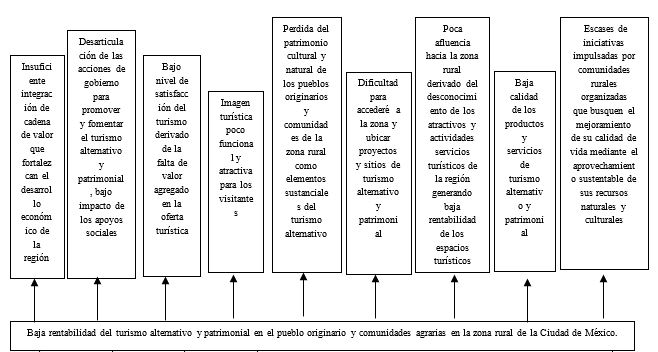 Insufici
ente
integrac
ión de
cadena
de valor
que
fortalez
can el
desarrol
lo
económ
ico de
la
región
Desarticula
ción de las
acciones de
gobierno
para
promover
y fomentar
el turismo
alternativo
y
patrimonial
, bajo
impacto de
los apoyos
sociales
Bajo
nivel de
satisfacc
ión del
turismo
derivado
de la
falta de
valor
agregado
en la
oferta
turística
Imagen
turística
poco
funciona
l y
atractiva
para los
visitante
s
Perdida del
patrimonio
cultural y
natural de
los pueblos
originarios
y
comunidad
es de la
zona rural
como
elementos
sustanciale
s del
turismo
alternativo
Dificultad
para
accederé a
la zona y
ubicar
proyectos
y sitios de
turismo
alternativo
y
patrimoni
al
Poca
afluencia
hacia la zona
rural
derivado del
desconocimi
ento de los
atractivos y
actividades
servicios
turísticos de
la región
generando
baja
rentabilidad
de los
espacios
turísticos
Baja
calidad
de los
productos
y
servicios
de
turismo
alternativ
o y
patrimoni
al
Escases de
iniciativas
impulsadas por
comunidades
rurales
organizadas
que busquen el
mejoramiento
de su calidad de
vida mediante el
aprovechamient
o sustentable de
sus recursos
naturales y
culturales
Baja rentabilidad del turismo alternativo y patrimonial en el pueblo originario y comunidades agrarias en la zona rural de la Ciudad de México.